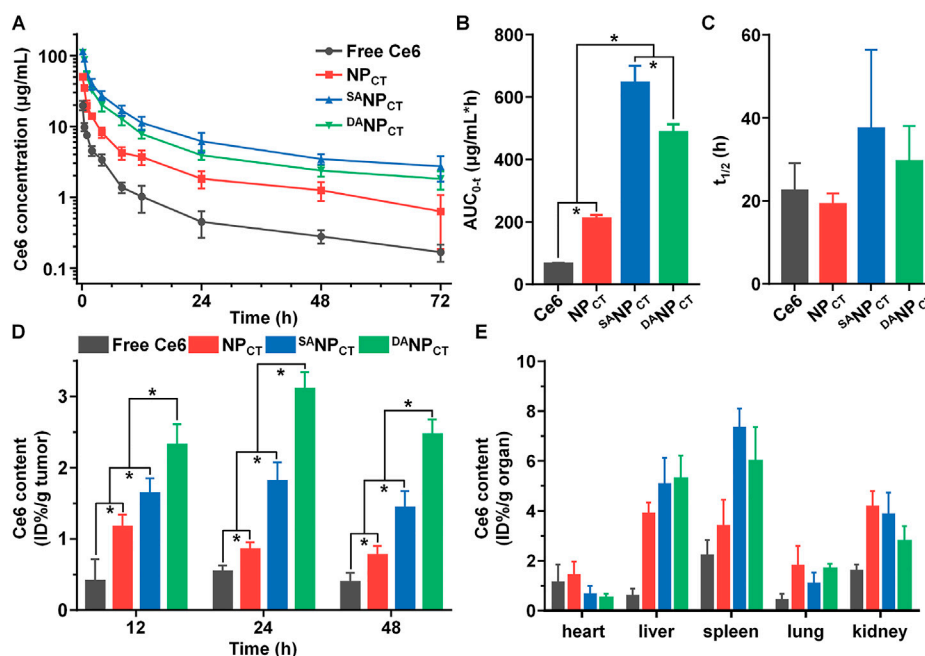 A
Ce6 concentration (µg/mL)
100
10
1
0.1
0
24
48
72
Time (h)
Free Ce6
NPCT
SANPCT
DANPCT
B
AUC0-t (µg/mL*h)
800
600
400
200
0
*
*
*
Ce6
NPCT
SANPCT
DANPCT
C
t1/2 (h)
60
40
20
0
Ce6
NPCT
SANPCT
DANPCT
D
Free Ce6
NPCT
SANPCT
DANPCT
Ce6 content
(ID%/g tumor)
3
2
1
0
*
*
*
*
*
*
*
*
*
12
24
48
Time (h)
E
Ce6 content
(ID%/g organ)
10
8
6
4
2
0
heart
liver
spleen
lung
kidney